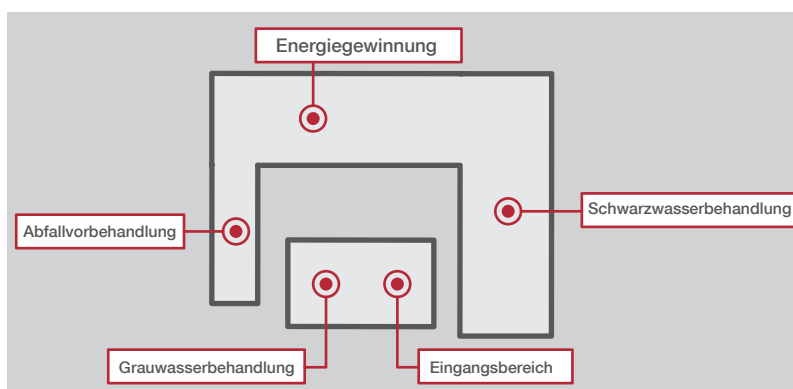 Energiegewinnung
Schwarzwasserbehandlung
Abfallvorbehandlung
Grauwasserbehandlung
Eingangsbereich